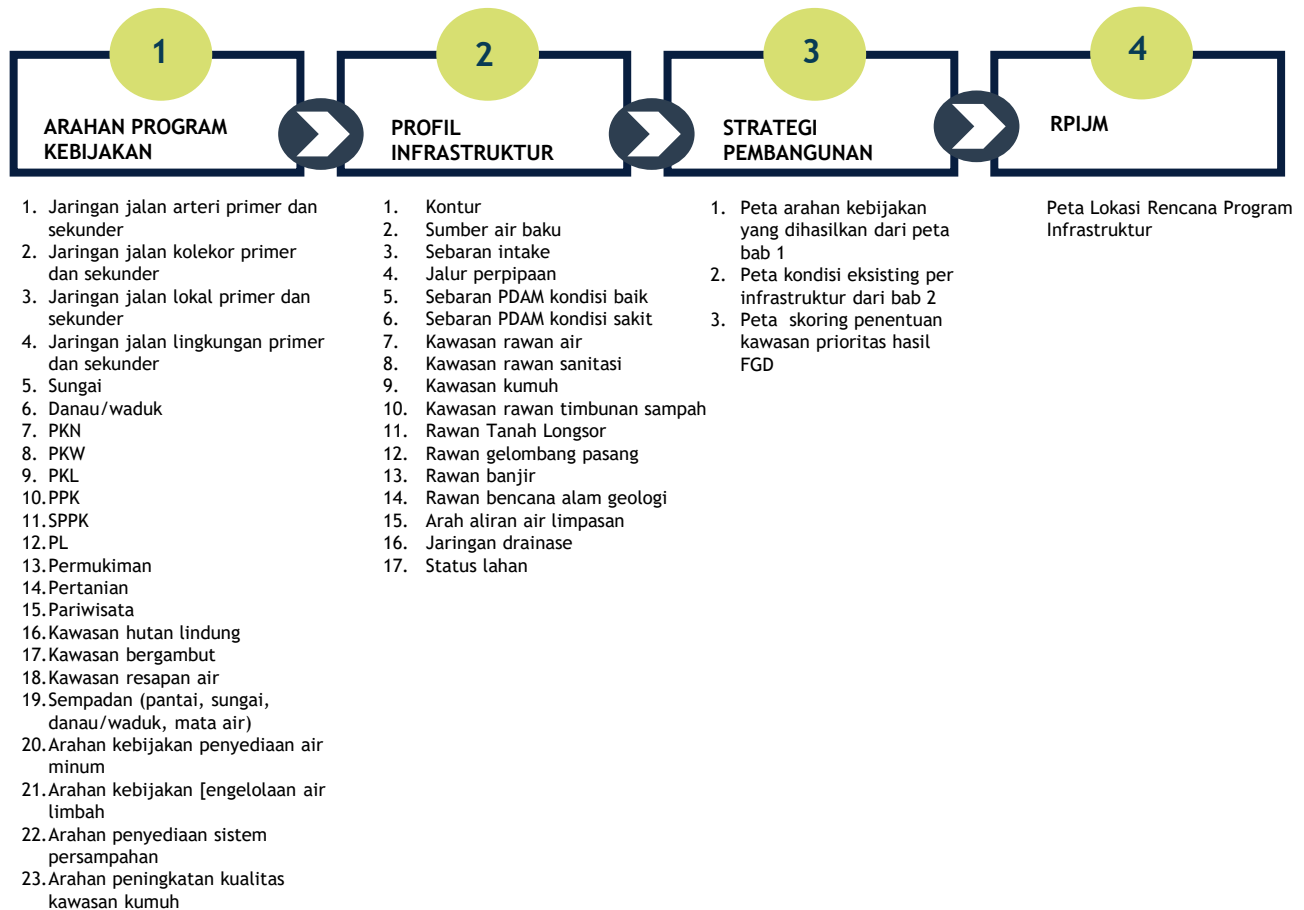 1
ARAHAN PROGRAM
KEBIJAKAN
1. Jaringan jalan arteri primer dan
sekunder
2. Jaringan jalan kolekor primer
dan sekunder
3. Jaringan jalan lokal primer dan
sekunder
4. Jaringan jalan lingkungan primer
dan sekunder
5. Sungai
6. Danau/waduk
7. PKN
8. PKW
9. PKL
10.PPK
11.SPPK
12.PL
13.Permukiman
14.Pertanian
15.Pariwisata
16.Kawasan hutan lindung
17.Kawasan bergambut
18.Kawasan resapan air
19.Sempadan (pantai, sungai,
danau/waduk, mata air)
20.Arahan kebijakan penyediaan air
minum
21.Arahan kebijakan [engelolaan air
limbah
22.Arahan penyediaan sistem
persampahan
23.Arahan peningkatan kualitas
kawasan kumuh
2
PROFIL
INFRASTRUKTUR
1. Kontur
2. Sumber air baku
3. Sebaran intake
4. Jalur perpipaan
5. Sebaran PDAM kondisi baik
6. Sebaran PDAM kondisi sakit
7. Kawasan rawan air
8. Kawasan rawan sanitasi
9. Kawasan kumuh
10. Kawasan rawan timbunan sampah
11. Rawan Tanah Longsor
12. Rawan gelombang pasang
13. Rawan banjir
14. Rawan bencana alam geologi
15. Arah aliran air limpasan
16. Jaringan drainase
17. Status lahan
3
STRATEGI
PEMBANGUNAN
1. Peta arahan kebijakan
yang dihasilkan dari peta
bab 1
2. Peta kondisi eksisting per
infrastruktur dari bab 2
3. Peta skoring penentuan
kawasan prioritas hasil
FGD
4
RPIJM
Peta Lokasi Rencana Program
Infrastruktur